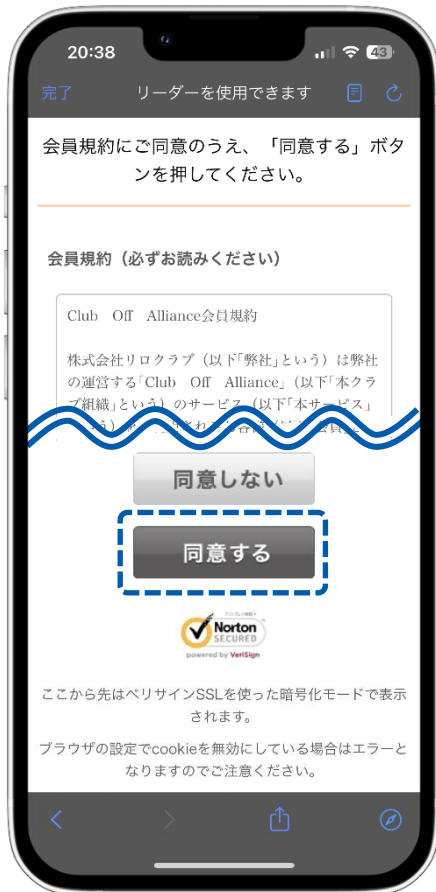 20:38
43
完了 リーダーを使用できます
会員規約にご同意のうえ、「同意する」ボタ
ンを押してください。
会員規約（必ずお読みください）
Club Off Alliance会員規約
株式会社リロクラブ（以下「弊社」という）は弊社
の運営する「Club Off Alliance」（以下「本クラ
ブ組織」という）のサービス（以下「本サービス」
同意しない
同意する
Norton
SECURED
powered by VeriSign
ここから先はベリサインSSLを使った暗号化モードで表示
されます。
ブラウザの設定でcookieを無効にしている場合はエラーと
なりますのでご注意ください。